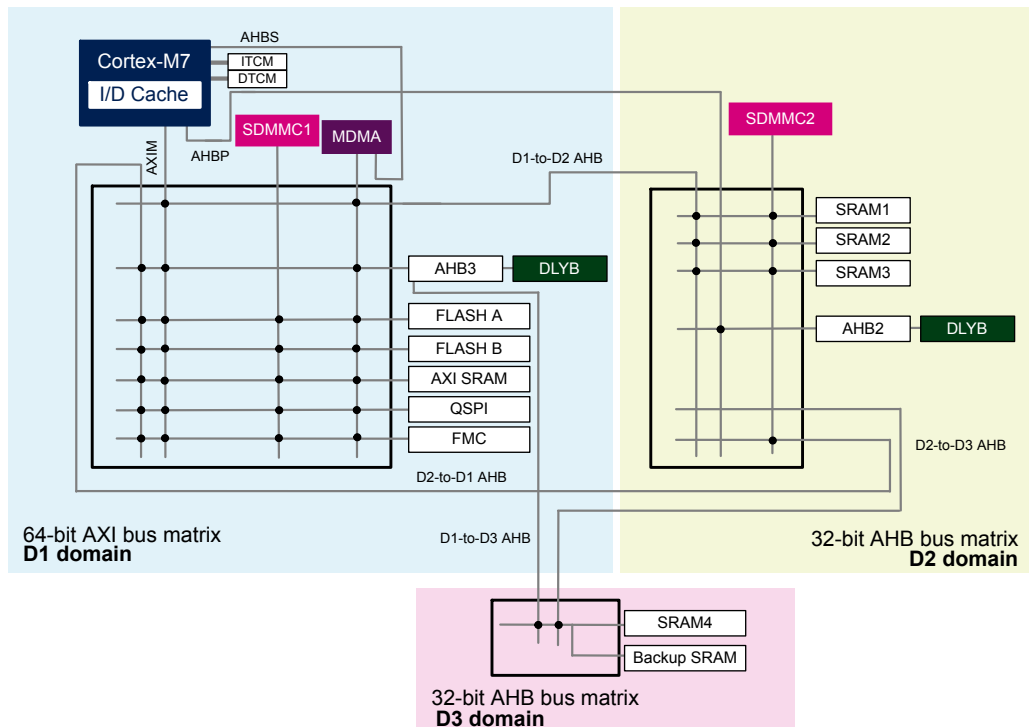 AHBS
Cortex-M7
I/D Cache
ITCM
DTCM
SDMMC1
MDMA
SDMMC2
AXIM
AHBP
D1-to-D2 AHB
SRAM1
SRAM2
SRAM3
AHB3
DLYB
FLASH A
FLASH B
AXI SRAM
QSPI
FMC
AHB2
DLYB
D2-to-D1 AHB
D2-to-D3 AHB
64-bit AXI bus matrix
D1 domain
D1-to-D3 AHB
32-bit AHB bus matrix
D2 domain
SRAM4
Backup SRAM
32-bit AHB bus matrix
D3 domain